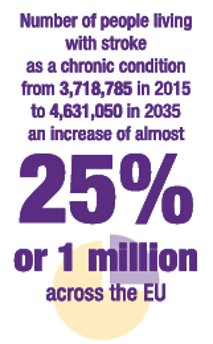 Number of people living
with stroke
as a chronic condition
from 3,718,785 in 2015
to 4,631,050 in 2035
an increase of almost
25%
or 1 million
across the EU